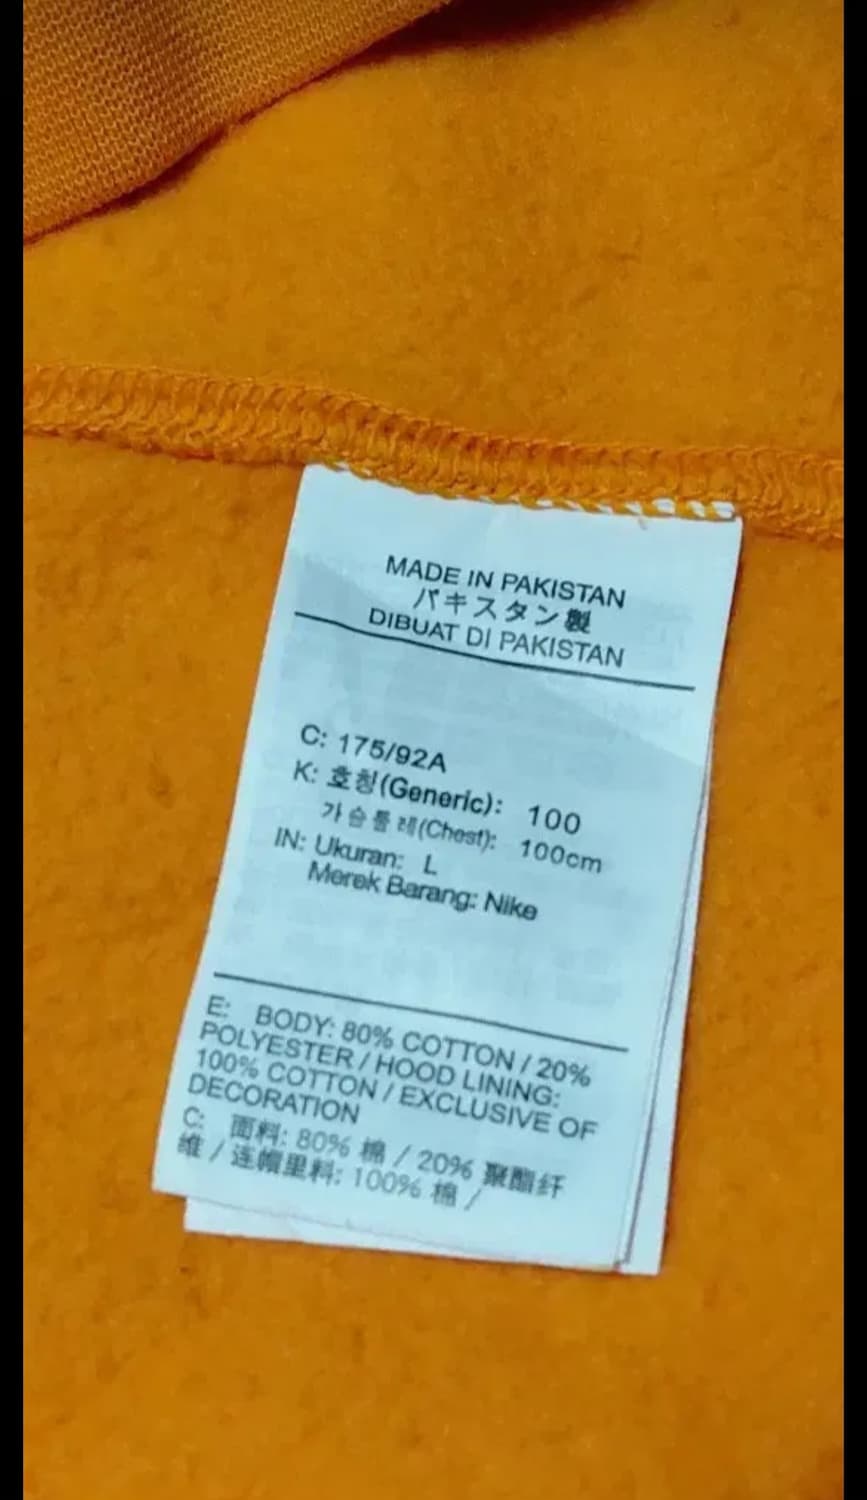 MADE IN PAKISTAN
パキスタン製
DIBUAT DI PAKISTAN
C: 175/92A
K: 호칭(Generic): 100
가슴둘레(Chest): 100cm
IN: Ukuran: L
Merek Barang: Nike
E: BODY: 80% COTTON / 20%
POLYESTER / HOOD LINING:
100% COTTON / EXCLUSIVE OF
DECORATION
C: 面料: 80% 棉 / 20% 聚酯纤
维 / 连帽里料: 100% 棉 /